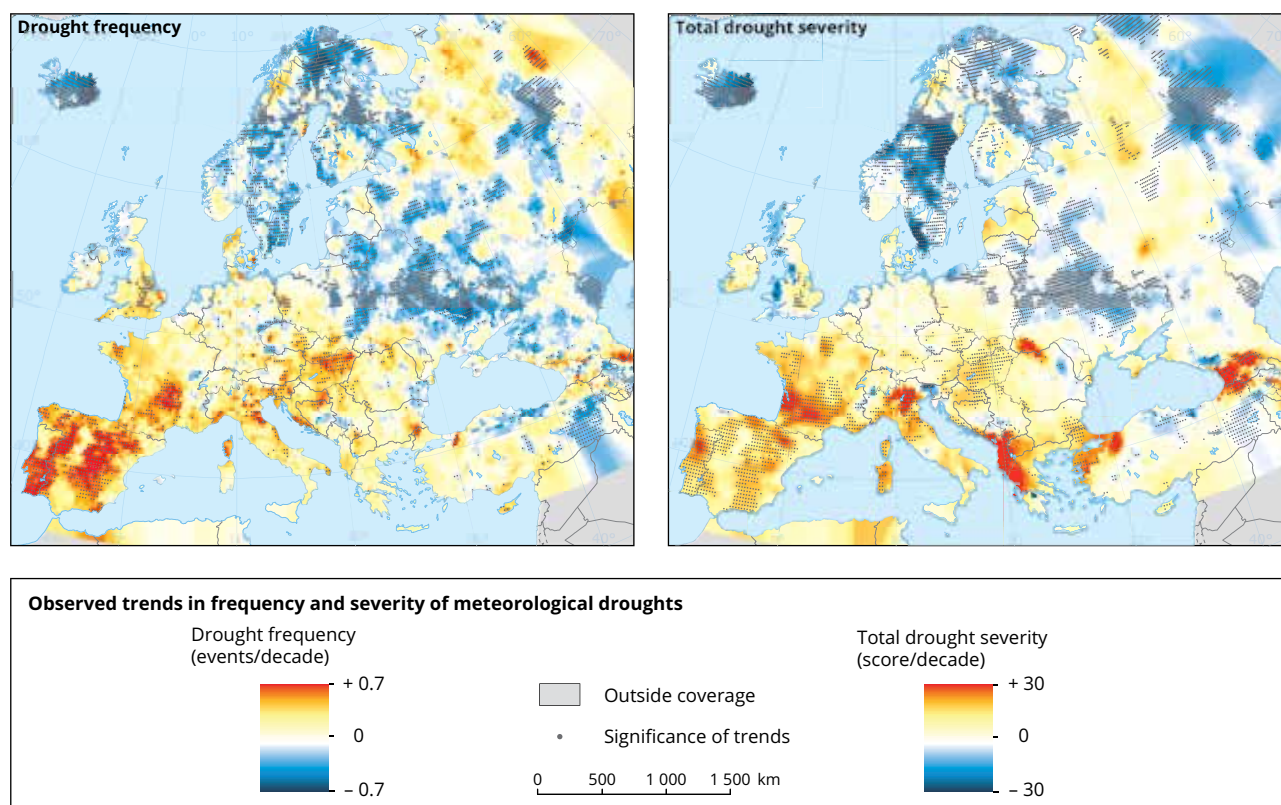 Drought frequency
Total drought severity
Observed trends in frequency and severity of meteorological droughts
Drought frequency
(events/decade)
+ 0.7
0
– 0.7
Outside coverage
Significance of trends
0 500 1 000 1 500 km
Total drought severity
(score/decade)
+ 30
0
– 30